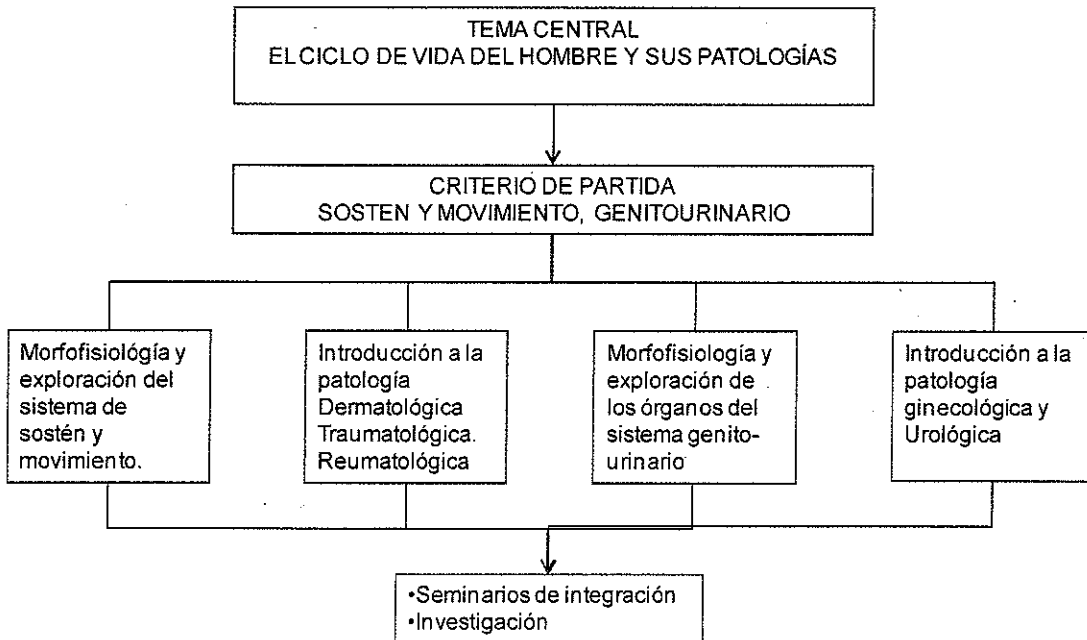 TEMA CENTRAL
EL CICLO DE VIDA DEL HOMBRE Y SUS PATOLOGÍAS
CRITERIO DE PARTIDA
SOSTEN Y MOVIMIENTO, GENITOURINARIO
Morfofisiológía y
exploración del
sistema de
sostén y
movimiento.
Introducción a la
patología
Dermatológica
Traumatológica.
Reumatológica
Morfofisiología y
exploración de
los órganos del
sistema genito-
urinario
Introducción a la
patología
ginecológica y
Urológica
•Seminarios de integración
•Investigación